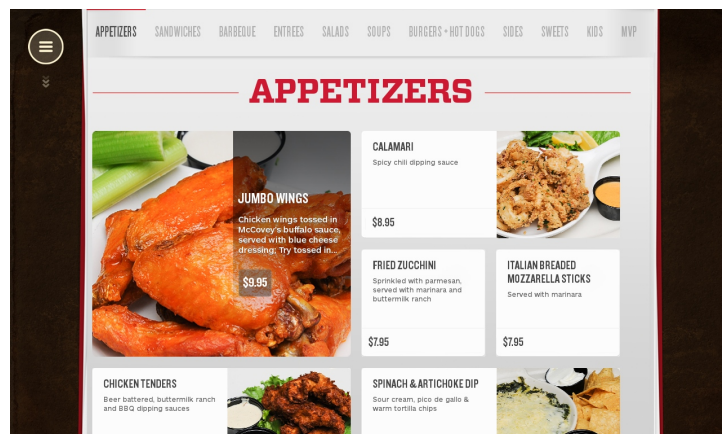 APPETIZERS SANDWICHES BARBEQUE ENTREES SALADS SOUPS BURGERS + HOT DOGS SIDES SWEETS KIDS MVP
APPETIZERS
JUMBO WINGS
Chicken wings tossed in
McCovey's buffalo sauce,
served with blue cheese
dressing; Try tossed in...
$9.95
CALAMARI
Spicy chili dipping sauce
$8.95
FRIED ZUCCHINI
Sprinkled with parmesan,
served with marinara and
buttermilk ranch
$7.95
ITALIAN BREADED
MOZZARELLA STICKS
Served with marinara
$7.95
CHICKEN TENDERS
Beer battered, buttermilk ranch
and BBQ dipping sauces
SPINACH & ARTICHOKE DIP
Sour cream, pico de gallo &
warm tortilla chips